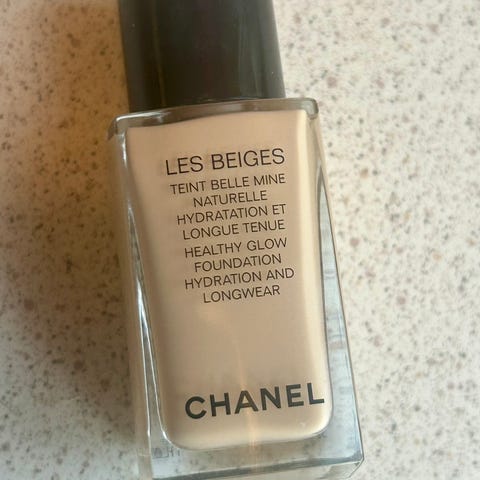 LES BEIGES
TEINT BELLE MINE
NATURELLE
HYDRATATION ET
LONGUE TENUE
HEALTHY GLOW
FOUNDATION
HYDRATION AND
LONGWEAR
CHANEL